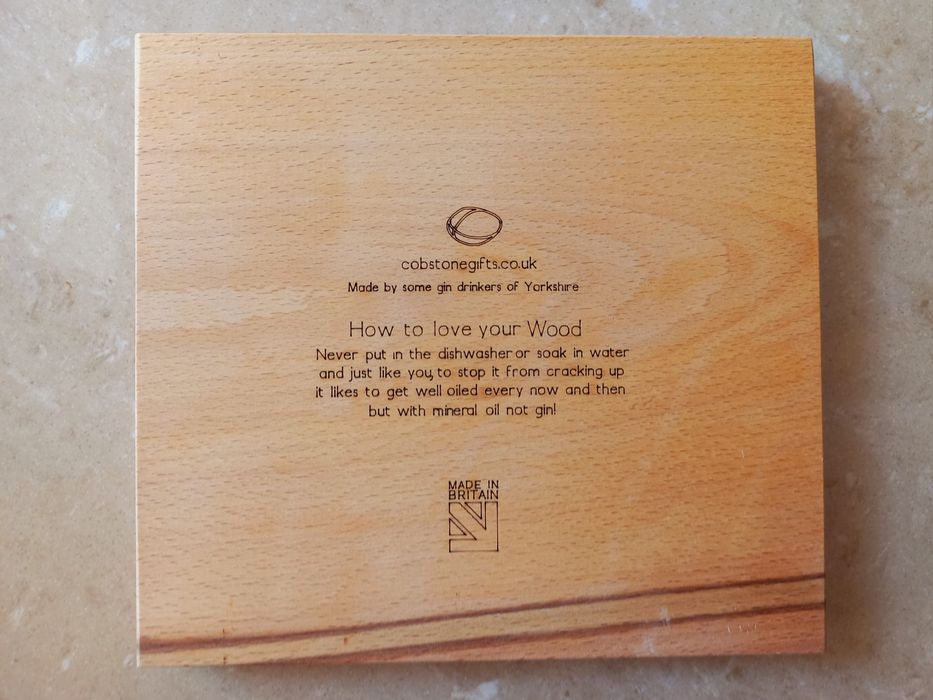 cobstonegifts.co.uk
Made by some gin drinkers of Yorkshire
How to love your Wood
Never put in the dishwasher or soak in water
and just like you, to stop it from cracking up
it likes to get well oiled every now and then
but with mineral oil not gin!
MADE IN
BRITAIN